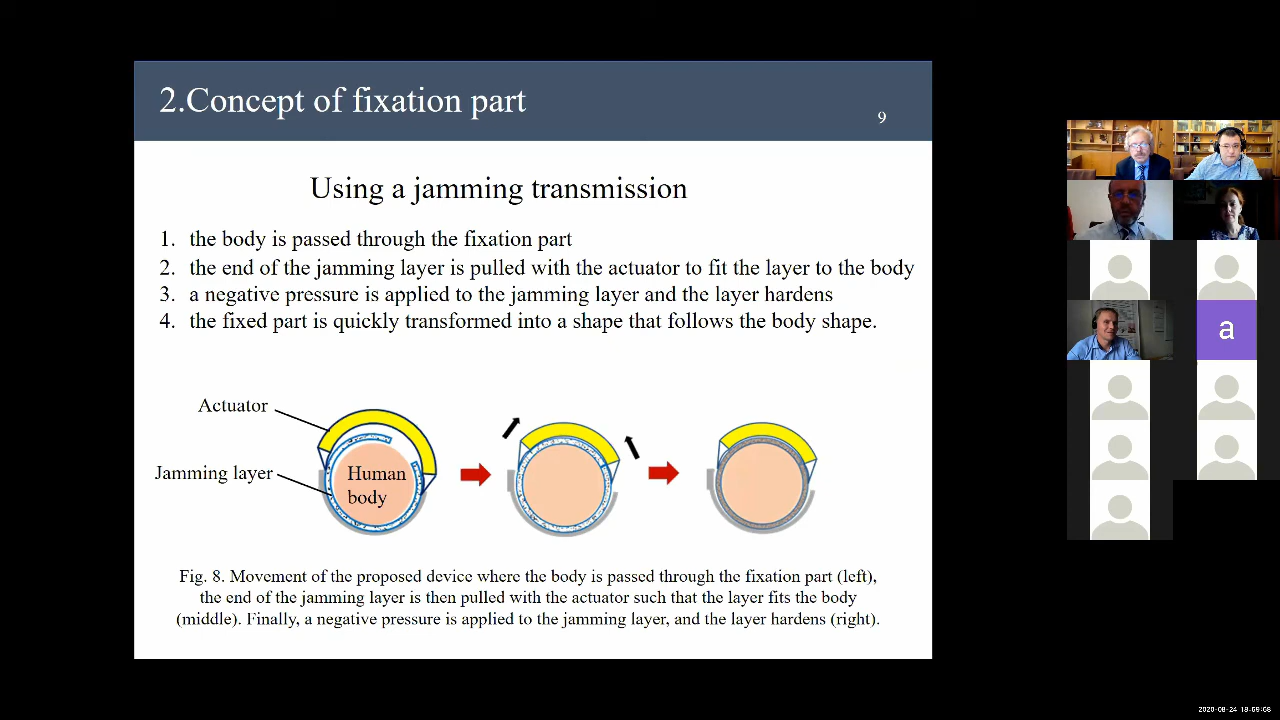 2.Concept of fixation part
9
Using a jamming transmission
1. the body is passed through the fixation part
2. the end of the jamming layer is pulled with the actuator to fit the layer to the body
3. a negative pressure is applied to the jamming layer and the layer hardens
4. the fixed part is quickly transformed into a shape that follows the body shape.
Actuator
Jamming layer
Human
body
Fig. 8. Movement of the proposed device where the body is passed through the fixation part (left),
the end of the jamming layer is then pulled with the actuator such that the layer fits the body
(middle). Finally, a negative pressure is applied to the jamming layer, and the layer hardens (right).
a